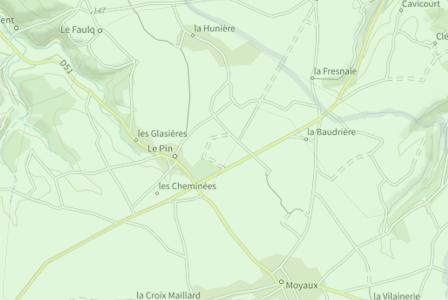 Cavicourt
147
la Hunière
Le Faulq
D51
la Fresnaie
les Glasières
la Baudrière
Le Pin
les Cheminées
Moyaux
la Croix Maillard
la Vilainerie